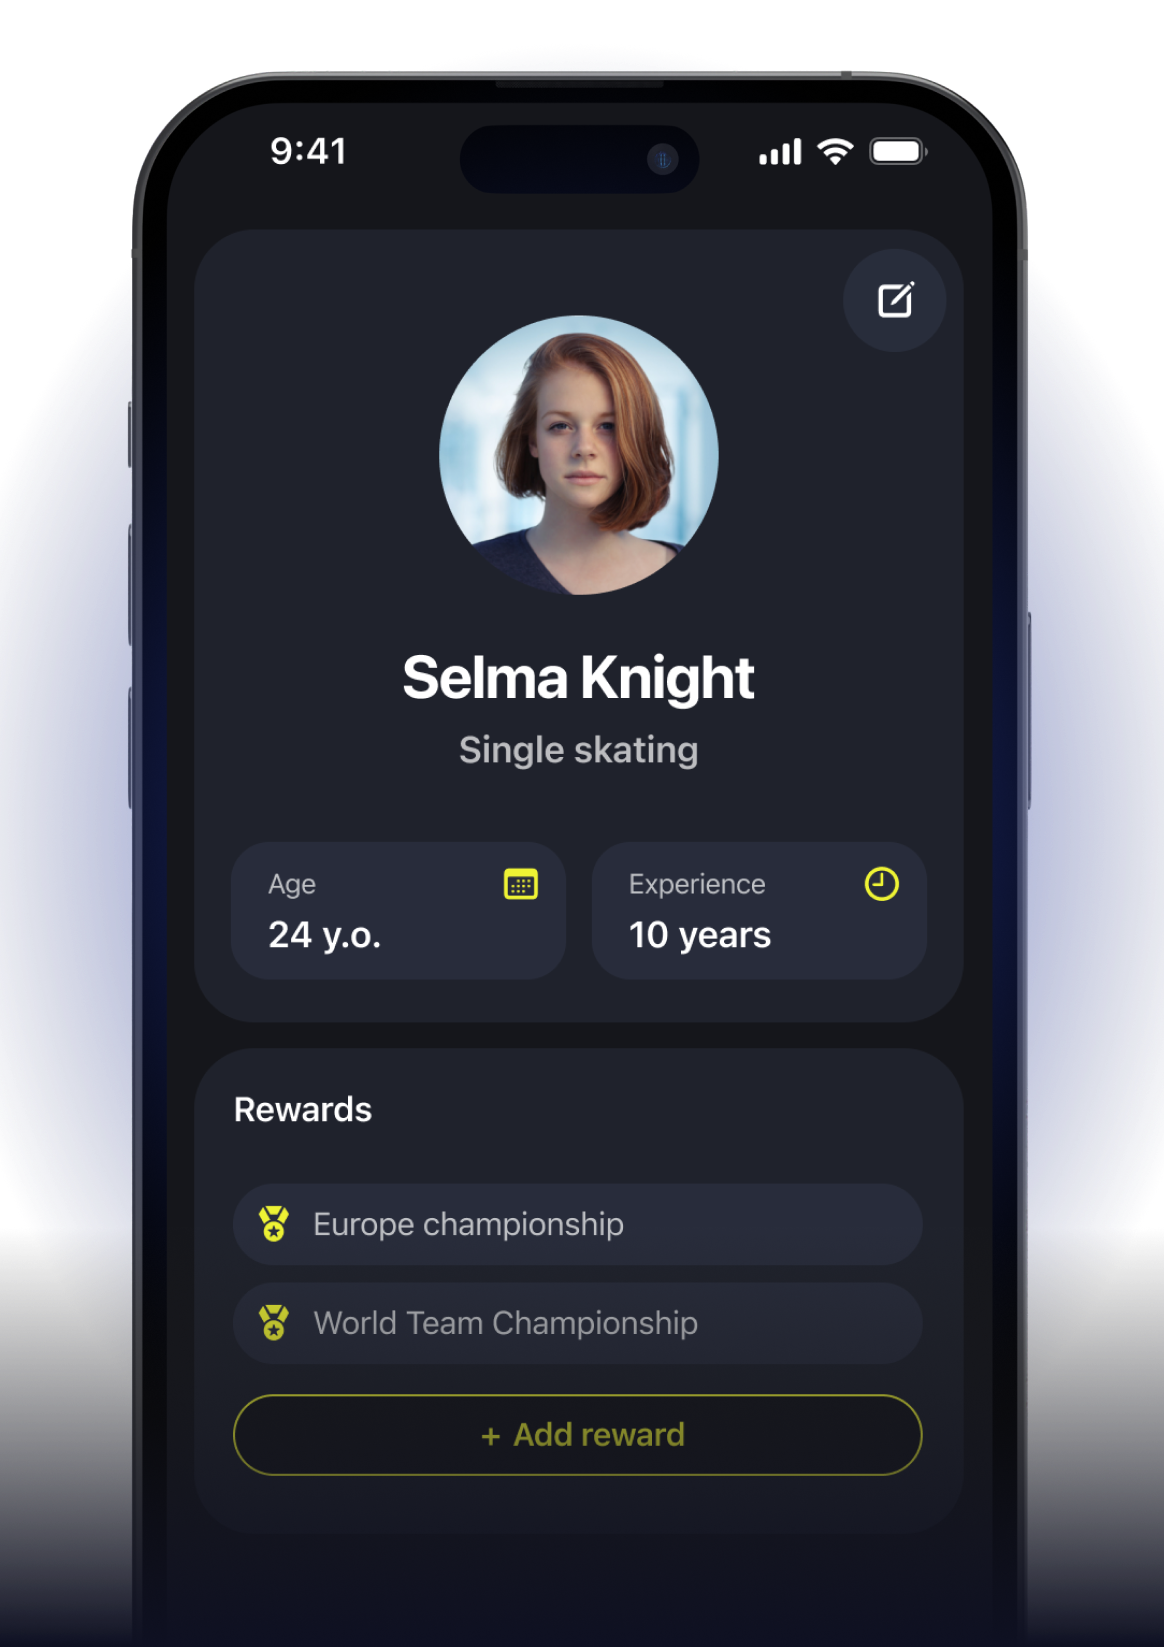 9:41
Selma Knight
Single skating
Age
24 y.o.
Experience
10 years
Rewards
Europe championship
World Team Championship
+ Add reward